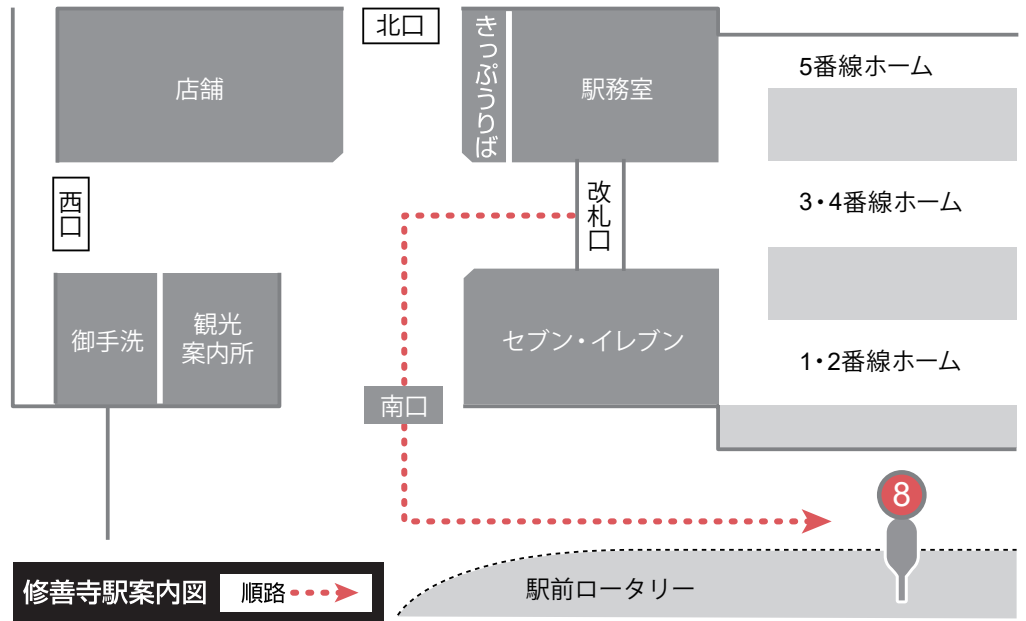 北口
きっぷうりば
店舗
駅務室
5番線ホーム
西口
改札口
3・4番線ホーム
御手洗
観光
案内所
セブン・イレブン
1・2番線ホーム
南口
8
修善寺駅案内図
順路
駅前ロータリー